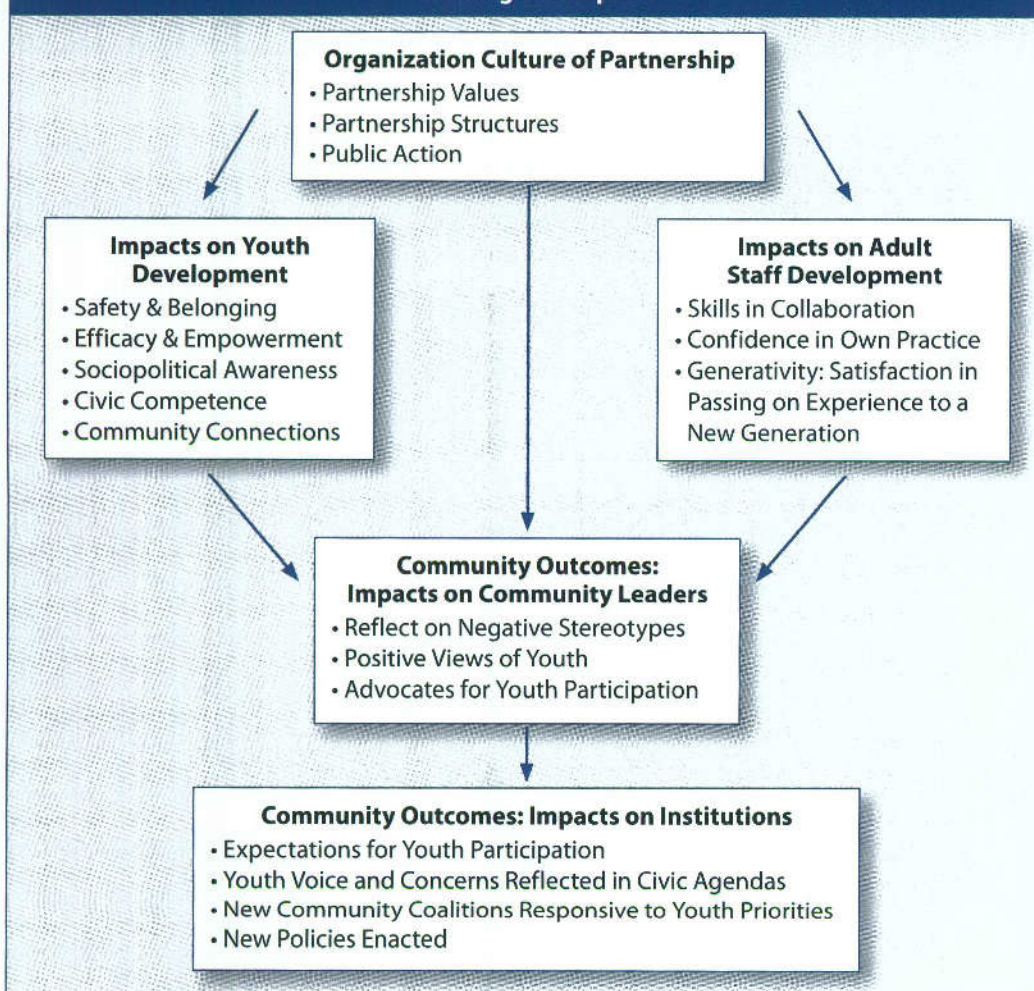 Organization Culture of Partnership
• Partnership Values
• Partnership Structures
• Public Action
Impacts on Youth
Development
• Safety & Belonging
• Efficacy & Empowerment
• Sociopolitical Awareness
• Civic Competence
• Community Connections
Impacts on Adult
Staff Development
• Skills in Collaboration
• Confidence in Own Practice
• Generativity: Satisfaction in
Passing on Experience to a
New Generation
Community Outcomes:
Impacts on Community Leaders
• Reflect on Negative Stereotypes
• Positive Views of Youth
• Advocates for Youth Participation
Community Outcomes: Impacts on Institutions
• Expectations for Youth Participation
• Youth Voice and Concerns Reflected in Civic Agendas
• New Community Coalitions Responsive to Youth Priorities
• New Policies Enacted